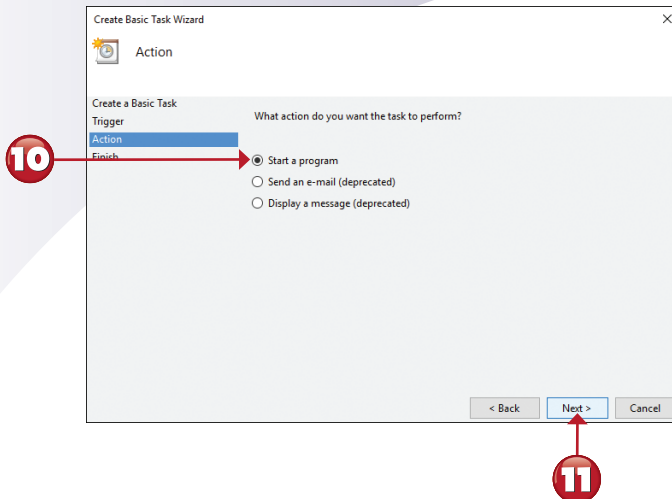 Create Basic Task Wizard
Action
Create a Basic Task
Trigger
Action
Finish
What action do you want the task to perform?
10
Start a program
Send an e-mail (deprecated)
Display a message (deprecated)
< Back
Next >
Cancel
11